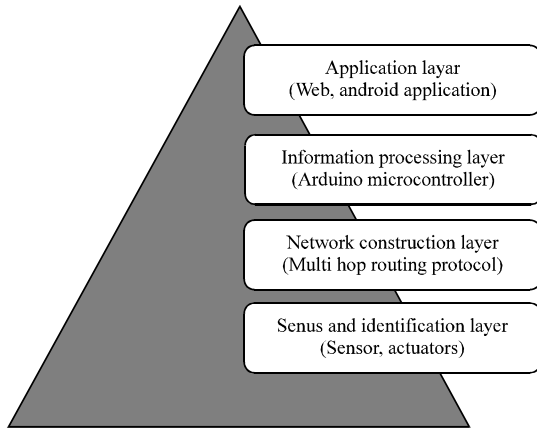 Application layar
(Web, android application)
Information processing layer
(Arduino microcontroller)
Network construction layer
(Multi hop routing protocol)
Senus and identification layer
(Sensor, actuators)